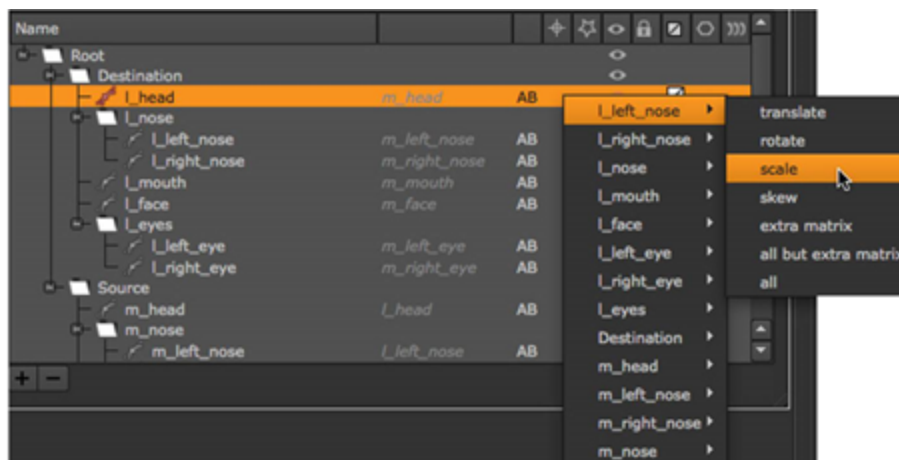 Name
Root
Destination
l_head m_head AB
l_nose
l_left_nose m_left_nose AB
l_right_nose m_right_nose AB
l_mouth m_mouth AB
l_face m_face AB
l_eyes
l_left_eye m_left_eye AB
l_right_eye m_right_eye AB
Source
m_head l_head AB
m_nose
m_left_nose l_left_nose AB
l_left_nose
l_right_nose
l_nose
l_mouth
l_face
l_left_eye
l_right_eye
l_eyes
Destination
m_head
m_left_nose
m_right_nose
m_nose
translate
rotate
scale
skew
extra matrix
all but extra matrix
all